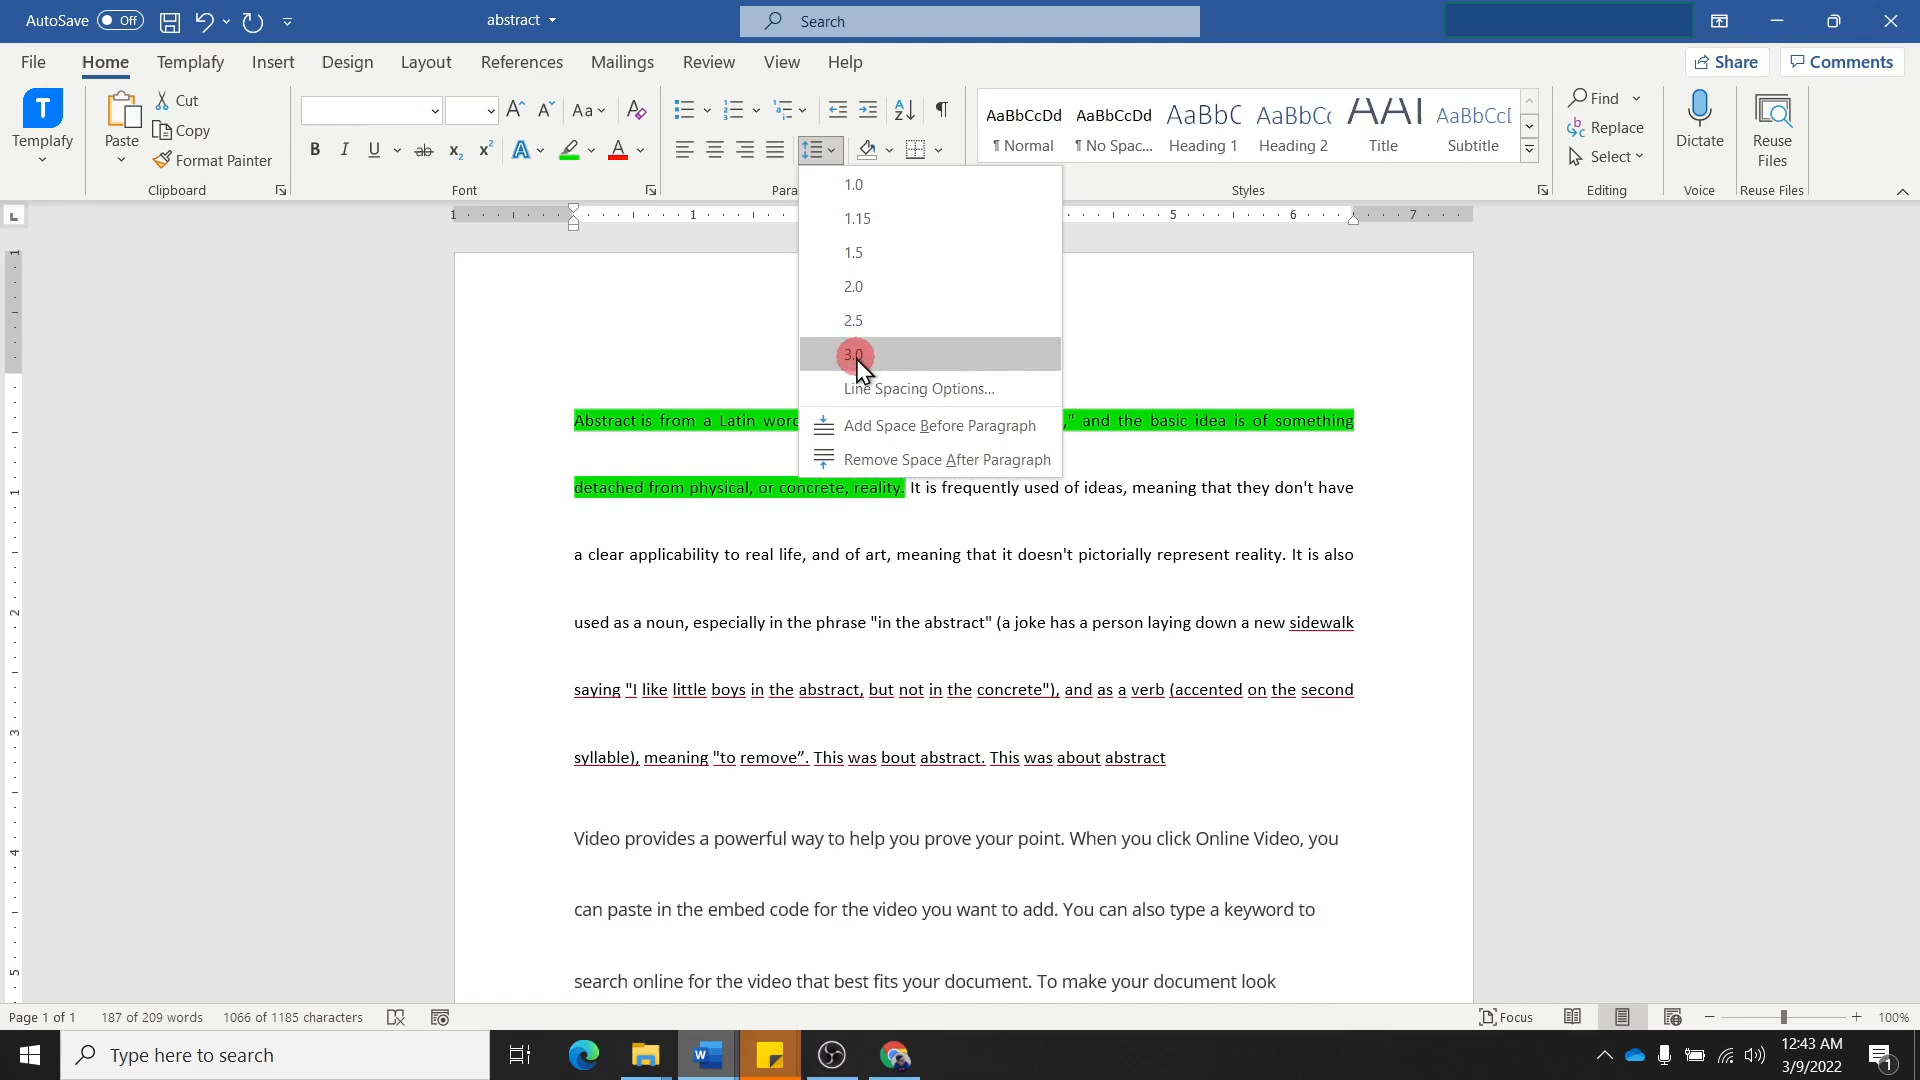 AutoSave Off abstract Search
File Home Templafy Insert Design Layout References Mailings Review View Help Share Comments
Templafy Paste Cut Copy Format Painter
Clipboard Font Para Styles Editing Voice Reuse Files
AaBbCcDd AaBbCcDd AaBbC AaBbCc AAI AaBbCcD
¶ Normal ¶ No Spac... Heading 1 Heading 2 Title Subtitle
Find Replace Select Dictate Reuse Files
1.0
1.15
1.5
2.0
2.5
3.0
Line Spacing Options...
Add Space Before Paragraph
Remove Space After Paragraph
Abstract is from a Latin word ," and the basic idea is of something
detached from physical, or concrete, reality. It is frequently used of ideas, meaning that they don't have
a clear applicability to real life, and of art, meaning that it doesn't pictorially represent reality. It is also
used as a noun, especially in the phrase "in the abstract" (a joke has a person laying down a new sidewalk
saying "I like little boys in the abstract, but not in the concrete"), and as a verb (accented on the second
syllable), meaning "to remove”. This was bout abstract. This was about abstract
Video provides a powerful way to help you prove your point. When you click Online Video, you
can paste in the embed code for the video you want to add. You can also type a keyword to
search online for the video that best fits your document. To make your document look
Page 1 of 1 187 of 209 words 1066 of 1185 characters Focus 100%
Type here to search 12:43 AM
3/9/2022 1